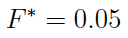 F* = 0.05